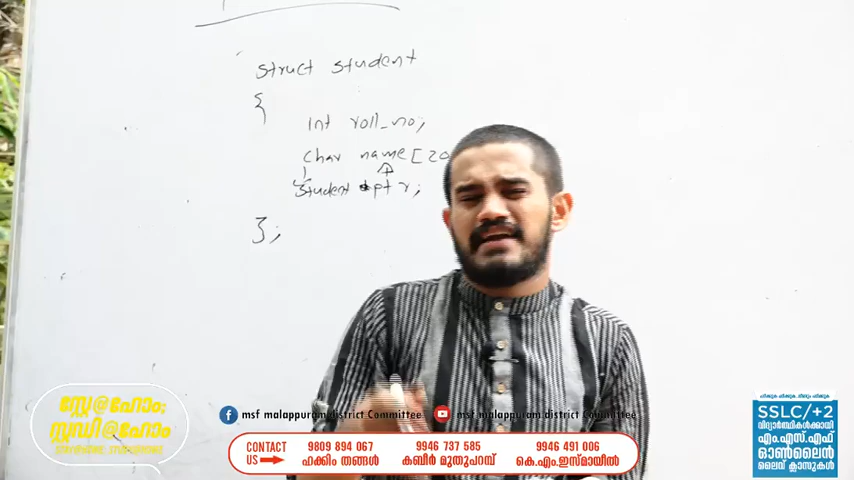 struct student
{
int roll_no;
char name[20
student *ptr;
};
സ്റ്റേ@ഹോം;
സ്റ്റഡി@ഹോം
msf malappuram district Committee
msf malappuram district Committee
CONTACT US
9809 894 067
ഹക്കീം തങ്ങൾ
9946 737 585
കബീർ മുതുപറമ്പ്
9946 491 006
കെ.എം.ഇസ്മായീൽ
SSLC/+2
വിദ്യാർത്ഥികൾക്കായി
എം.എസ്.എഫ്
ഓൺലൈൻ
ലൈവ് ക്ലാസുകൾ